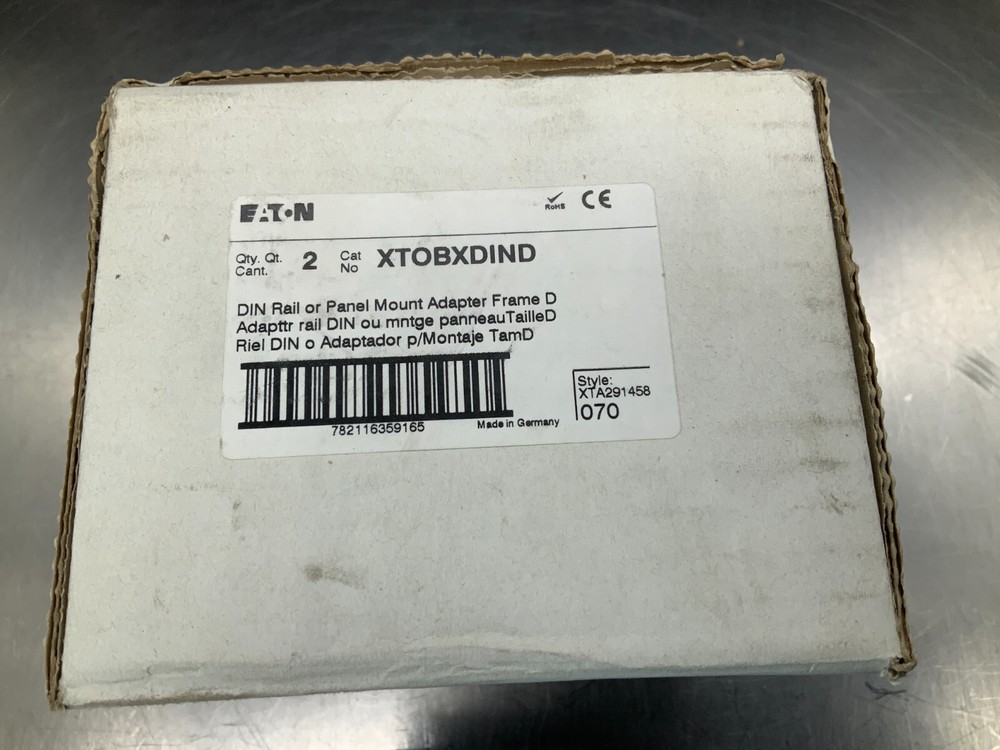 EATON
RoHS CE
Qty. Qt. Cant. 2 Cat No XTOBXDIND
DIN Rail or Panel Mount Adapter Frame D
Adapttr rail DIN ou mntge panneauTailleD
Riel DIN o Adaptador p/Montaje TamD
Style:
XTA291458
070
782116359165
Made in Germany